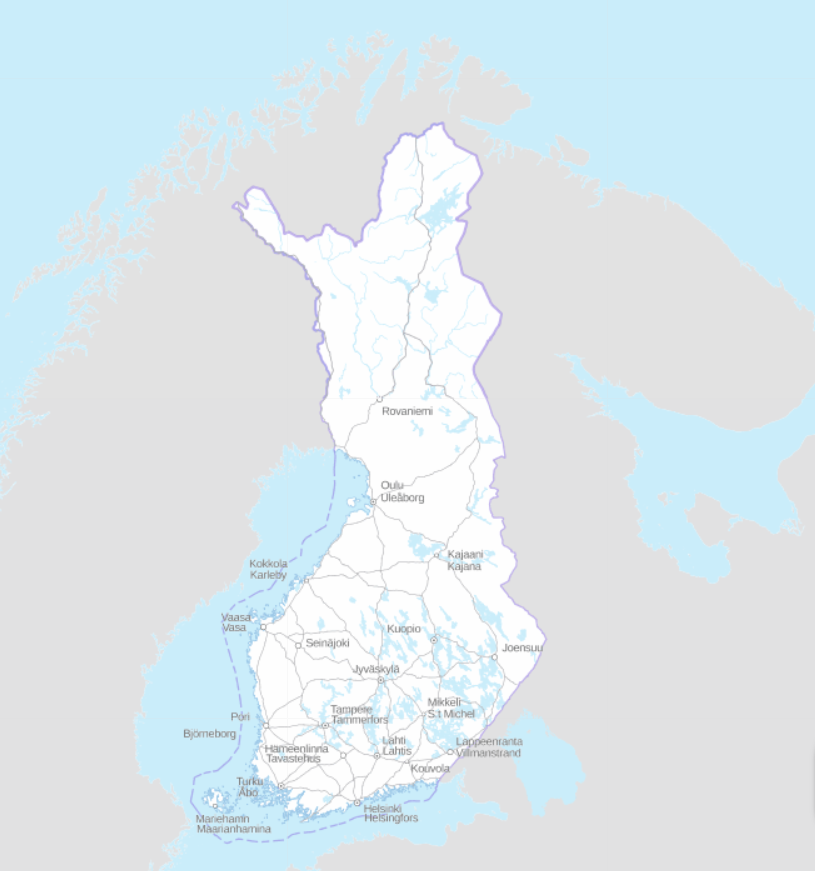 Rovaniemi
Oulu
Uleåborg
Kajaani
Kajana
Kokkola
Karleby
Vaasa
Vasa
Kuopio
Seinäjoki
Joensuu
Jyväskylä
Mikkeli
S:t Michel
Tampere
Tammerfors
Pori
Björneborg
Lahti
Lahtis
Lappeenranta
Villmanstrand
Hämeenlinna
Tavastehus
Kouvola
Turku
Åbo
Helsinki
Helsingfors
Mariehamn
Maarianhamina